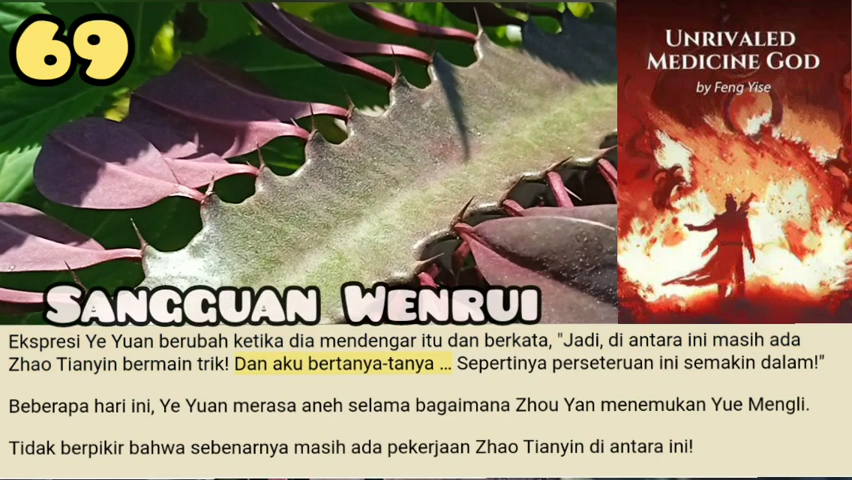 69
UNRIVALED
MEDICINE GOD
by Feng Yise
SANGGUAN WENRUI
Ekspresi Ye Yuan berubah ketika dia mendengar itu dan berkata, "Jadi, di antara ini masih ada
Zhao Tianyin bermain trik! Dan aku bertanya-tanya ... Sepertinya perseteruan ini semakin dalam!"
Beberapa hari ini, Ye Yuan merasa aneh selama bagaimana Zhou Yan menemukan Yue Mengli.
Tidak berpikir bahwa sebenarnya masih ada pekerjaan Zhao Tianyin di antara ini!